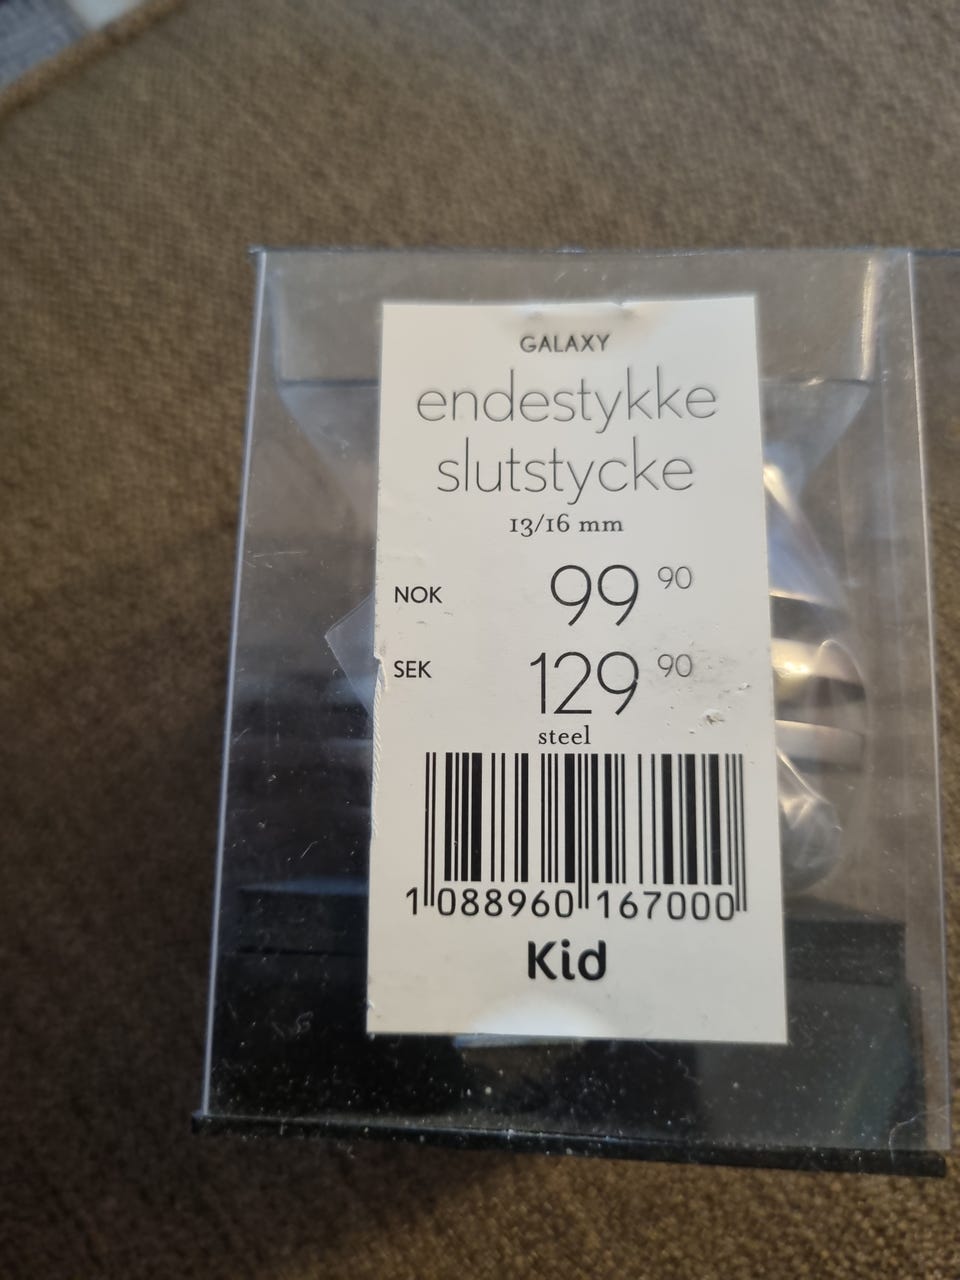 GALAXY
endestykke
slutstycke
13/16 mm
NOK 99 90
SEK 129 90
steel
1 088960 167000
Kid